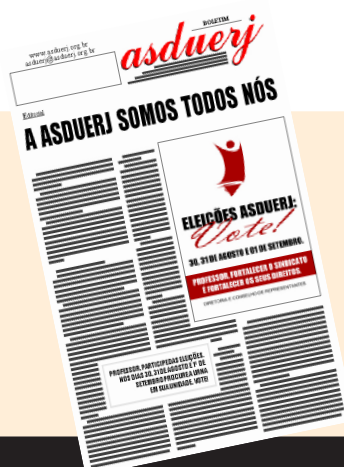 BOLETIM
asduerj
www.asduerj.org.br
asduerj@asduerj.org.br
Editorial
A ASDUERJ SOMOS TODOS NÓS
ELEIÇÕES ASDUERJ:
Vote!
30, 31 DE AGOSTO E 01 DE SETEMBRO.
PROFESSOR, FORTALECER O SINDICATO
É FORTALECER OS SEUS DIREITOS.
DIRETORIA E CONSELHO DE REPRESENTANTES
PROFESSOR, PARTICIPE DAS ELEIÇÕES.
NOS DIAS 30, 31 DE AGOSTO E 1º DE
SETEMBRO PROCURE A URNA
EM SUA UNIDADE. VOTE!